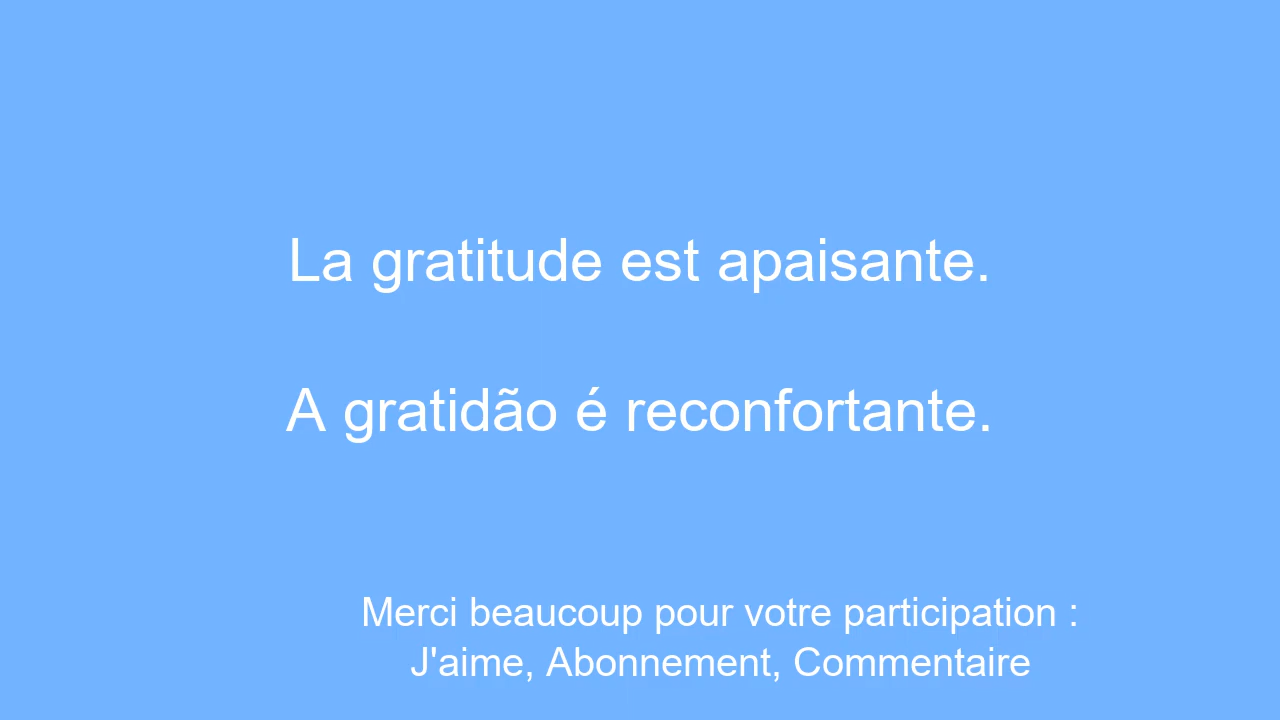 La gratitude est apaisante.
A gratidão é reconfortante.
Merci beaucoup pour votre participation :
J'aime, Abonnement, Commentaire